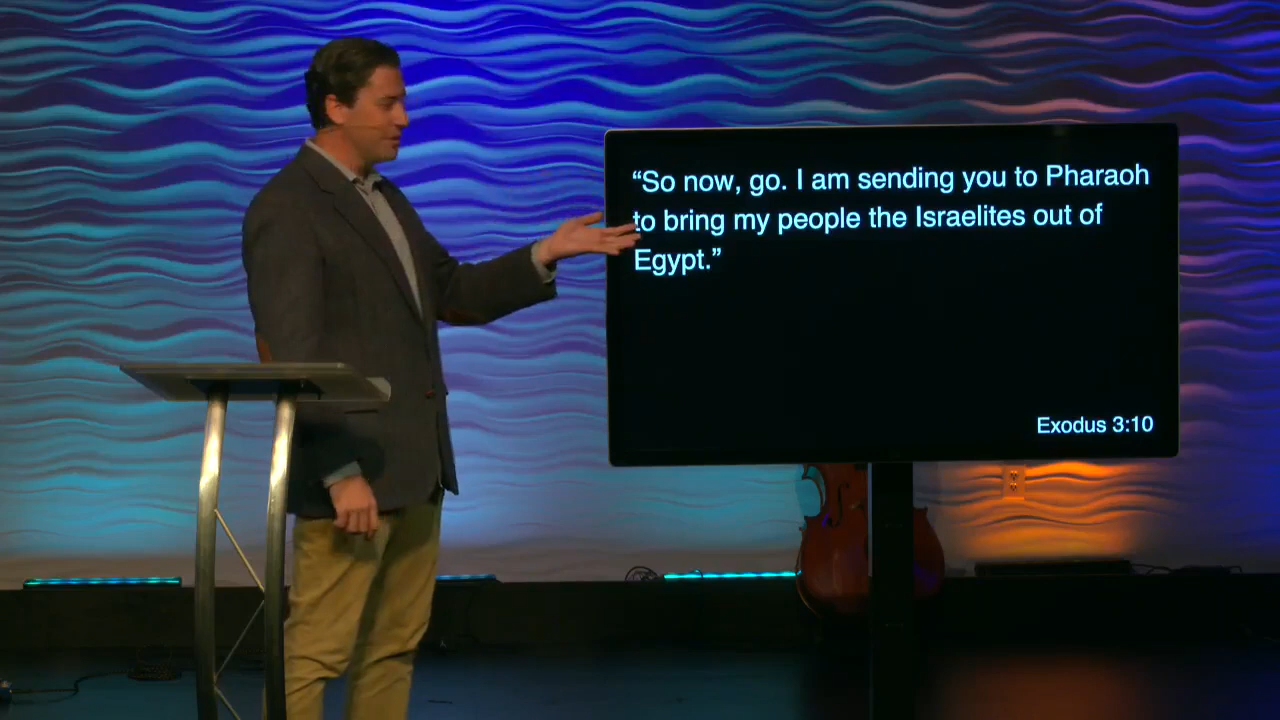 “So now, go. I am sending you to Pharaoh
to bring my people the Israelites out of
Egypt.”
Exodus 3:10